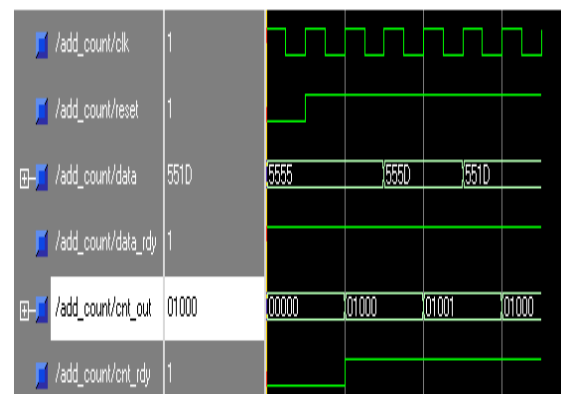 /add_count/clk 1
/add_count/reset 1
/add_count/data 551D 5555 555D 551D
/add_count/data_rdy 1
/add_count/cnt_out 01000 00000 01000 01001 01000
/add_count/cnt_rdy 1